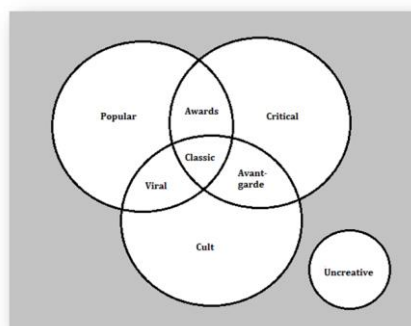 Popular
Awards
Critical
Classic
Viral
Avant-
garde
Cult
Uncreative